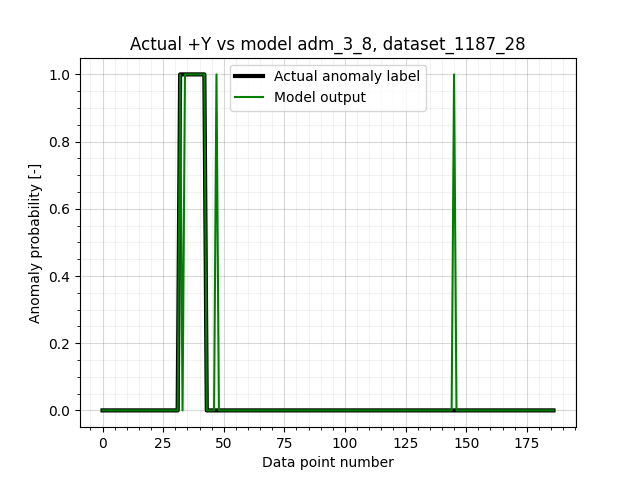 Actual +Y vs model adm_3_8, dataset_1187_28
Actual anomaly label
Model output
1.0
0.8
0.6
0.4
0.2
0.0
Anomaly probability [-]
0 25 50 75 100 125 150 175
Data point number